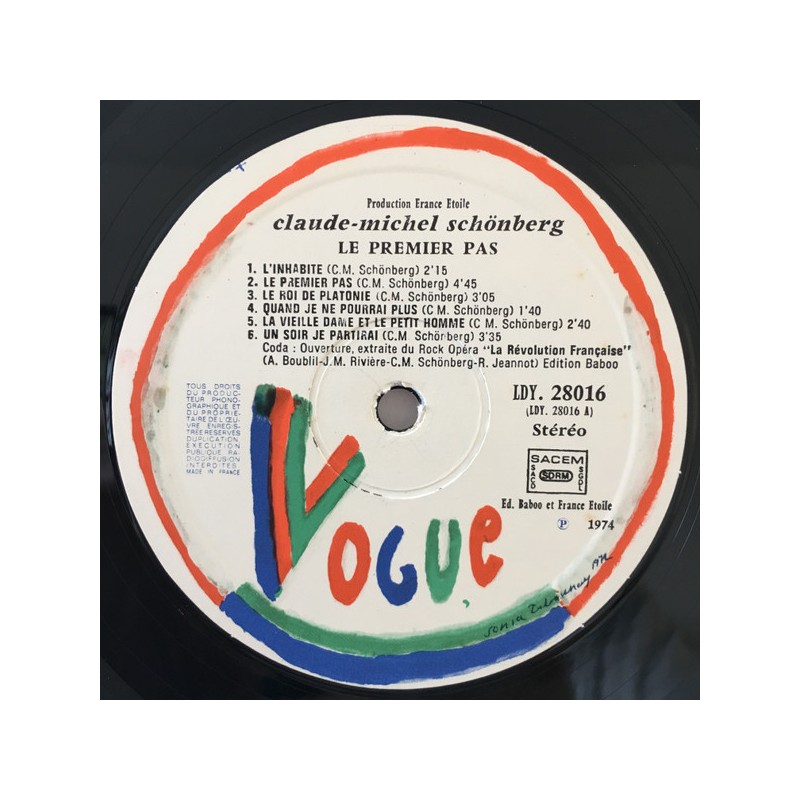 Production France Etoile
claude-michel schönberg
LE PREMIER PAS
1. L'INHABITE (C.M. Schönberg) 2'15
2. LE PREMIER PAS (C.M. Schönberg) 4'45
3. LE ROI DE PLATONIE (C.M. Schönberg) 3'05
4. QUAND JE NE POURRAI PLUS (C.M. Schönberg) 1'40
5. LA VIEILLE DAME ET LE PETIT HOMME (C M. Schönberg) 2'40
6. UN SOIR JE PARTIRAI (C.M Schönberg) 3'35
Coda : Ouverture, extraite du Rock Opéra "La Révolution Française"
(A. Boublil-J.M. Rivière-C.M. Schönberg-R. Jeannot) Edition Baboo
TOUS DROITS
DU PRODUC-
TEUR PHONO-
GRAPHIQUE ET
DU PROPRIE-
TAIRE DE L'ŒU-
VRE ENREGIS-
TRÉE RESERVÉS
DUPLICATION,
EXECUTION
PUBLIQUE RA-
DIODIFFUSION
INTERDITES.
MADE IN FRANCE
LDY. 28016
(LDY. 28016 A)
Stéréo
SACEM
SACD
SDRM
SGDL
Ed. Baboo et France Etoile
℗ 1974
VOGUE
Sonia Delaunay 1972